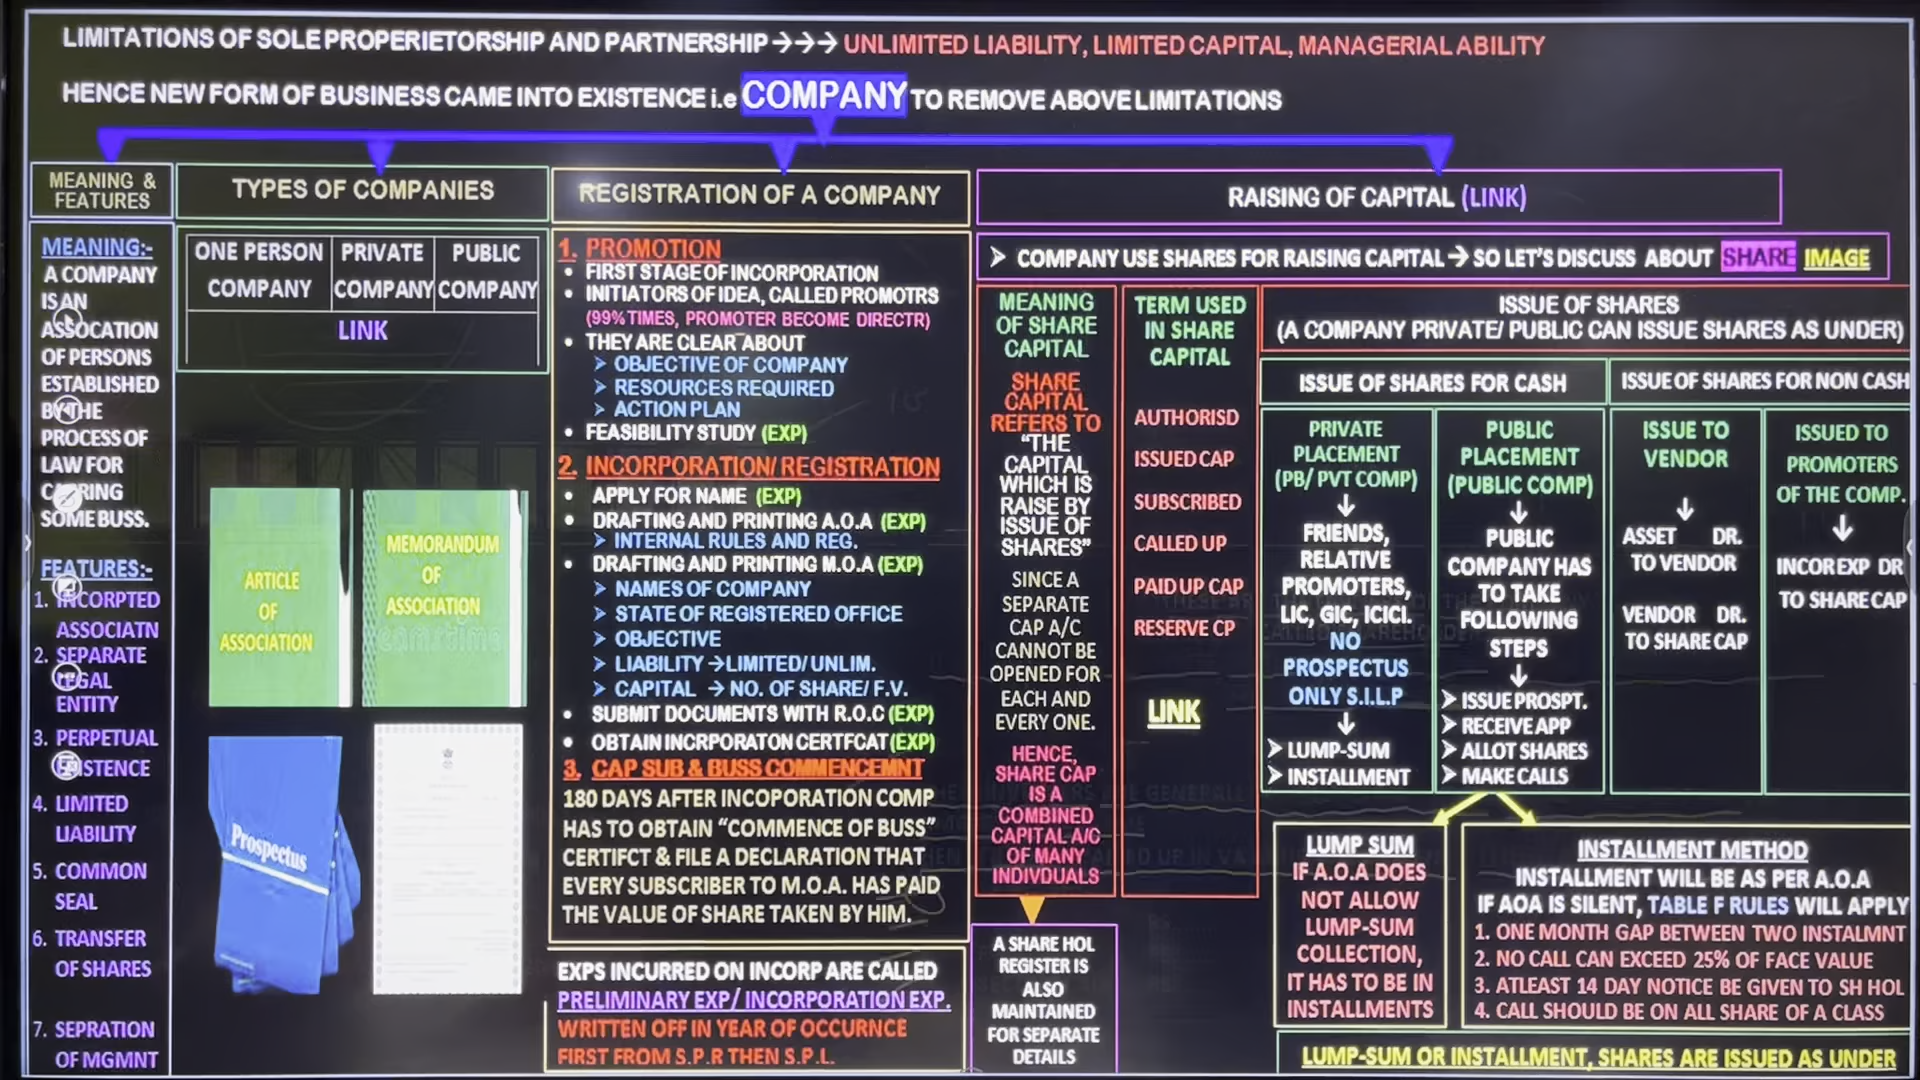 LIMITATIONS OF SOLE PROPERIETORSHIP AND PARTNERSHIP →→→ UNLIMITED LIABILITY, LIMITED CAPITAL, MANAGERIAL ABILITY
HENCE NEW FORM OF BUSINESS CAME INTO EXISTENCE i.e COMPANY TO REMOVE ABOVE LIMITATIONS
MEANING &
FEATURES
MEANING:-
A COMPANY
IS AN
ASSOCATION
OF PERSONS
ESTABLISHED
BY THE
PROCESS OF
LAW FOR
SOME BUSS.
FEATURES:-
1. INCORPTED
ASSOCIATN
2. SEPARATE
LEGAL
ENTITY
3. PERPETUAL
4. LIMITED
LIABILITY
5. COMMON
SEAL
6. TRANSFER
OF SHARES
7. SEPRATION
OF MGMNT
TYPES OF COMPANIES
ONE PERSON
COMPANY
PRIVATE
COMPANY
PUBLIC
COMPANY
LINK
ARTICLE
OF
ASSOCIATION
MEMORANDUM
OF
ASSOCIATION
Prospectus
REGISTRATION OF A COMPANY
1. PROMOTION
• FIRST STAGE OF INCORPORATION
• INITIATORS OF IDEA, CALLED PROMOTRS
(99% TIMES, PROMOTER BECOME DIRECTR)
• THEY ARE CLEAR ABOUT
➤ OBJECTIVE OF COMPANY
➤ RESOURCES REQUIRED
➤ ACTION PLAN
• FEASIBILITY STUDY (EXP)
2. INCORPORATION/ REGISTRATION
• APPLY FOR NAME (EXP)
• DRAFTING AND PRINTING A.O.A (EXP)
➤ INTERNAL RULES AND REG.
• DRAFTING AND PRINTING M.O.A (EXP)
➤ NAMES OF COMPANY
➤ STATE OF REGISTERED OFFICE
➤ OBJECTIVE
➤ LIABILITY →LIMITED/ UNLIM.
➤ CAPITAL → NO. OF SHARE/ F.V.
• SUBMIT DOCUMENTS WITH R.O.C (EXP)
• OBTAIN INCRPORATON CERTFCAT (EXP)
3. CAP SUB & BUSS COMMENCEMNT
180 DAYS AFTER INCOPORATION COMP
HAS TO OBTAIN "COMMENCE OF BUSS"
CERTIFCT & FILE A DECLARATION THAT
EVERY SUBSCRIBER TO M.O.A. HAS PAID
THE VALUE OF SHARE TAKEN BY HIM.
EXPS INCURRED ON INCORP ARE CALLED
PRELIMINARY EXP/ INCORPORATION EXP.
WRITTEN OFF IN YEAR OF OCCURNCE
FIRST FROM S.P.R THEN S.P.L.
RAISING OF CAPITAL (LINK)
➤ COMPANY USE SHARES FOR RAISING CAPITAL → SO LET'S DISCUSS ABOUT SHARE IMAGE
MEANING
OF SHARE
CAPITAL
SHARE
CAPITAL
REFERS TO
"THE
CAPITAL
WHICH IS
RAISE BY
ISSUE OF
SHARES"
SINCE A
SEPARATE
CAP A/C
CANNOT BE
OPENED FOR
EACH AND
EVERY ONE.
HENCE,
SHARE CAP
IS A
COMBINED
CAPITAL A/C
OF MANY
INDIVDUALS
A SHARE HOL
REGISTER IS
ALSO
MAINTAINED
FOR SEPARATE
DETAILS
TERM USED
IN SHARE
CAPITAL
AUTHORISD
ISSUED CAP
SUBSCRIBED
CALLED UP
PAID UP CAP
RESERVE CP
LINK
ISSUE OF SHARES
(A COMPANY PRIVATE/ PUBLIC CAN ISSUE SHARES AS UNDER)
ISSUE OF SHARES FOR CASH
ISSUE OF SHARES FOR NON CASH
PRIVATE
PLACEMENT
(PB/ PVT COMP)
↓
FRIENDS,
RELATIVE
PROMOTERS,
LIC, GIC, ICICI.
NO
PROSPECTUS
ONLY S.I.L.P
↓
➤ LUMP-SUM
➤ INSTALLMENT
PUBLIC
PLACEMENT
(PUBLIC COMP)
↓
PUBLIC
COMPANY HAS
TO TAKE
FOLLOWING
STEPS
↓
➤ ISSUE PROSPT.
➤ RECEIVE APP
➤ ALLOT SHARES
➤ MAKE CALLS
ISSUE TO
VENDOR
↓
ASSET DR.
TO VENDOR
VENDOR DR.
TO SHARE CAP
ISSUED TO
PROMOTERS
OF THE COMP.
↓
INCOR EXP DR
TO SHARE CAP
LUMP SUM
IF A.O.A DOES
NOT ALLOW
LUMP-SUM
COLLECTION,
IT HAS TO BE IN
INSTALLMENTS
INSTALLMENT METHOD
INSTALLMENT WILL BE AS PER A.O.A
IF AOA IS SILENT, TABLE F RULES WILL APPLY
1. ONE MONTH GAP BETWEEN TWO INSTALMNT
2. NO CALL CAN EXCEED 25% OF FACE VALUE
3. ATLEAST 14 DAY NOTICE BE GIVEN TO SH HOL
4. CALL SHOULD BE ON ALL SHARE OF A CLASS
LUMP-SUM OR INSTALLMENT, SHARES ARE ISSUED AS UNDER